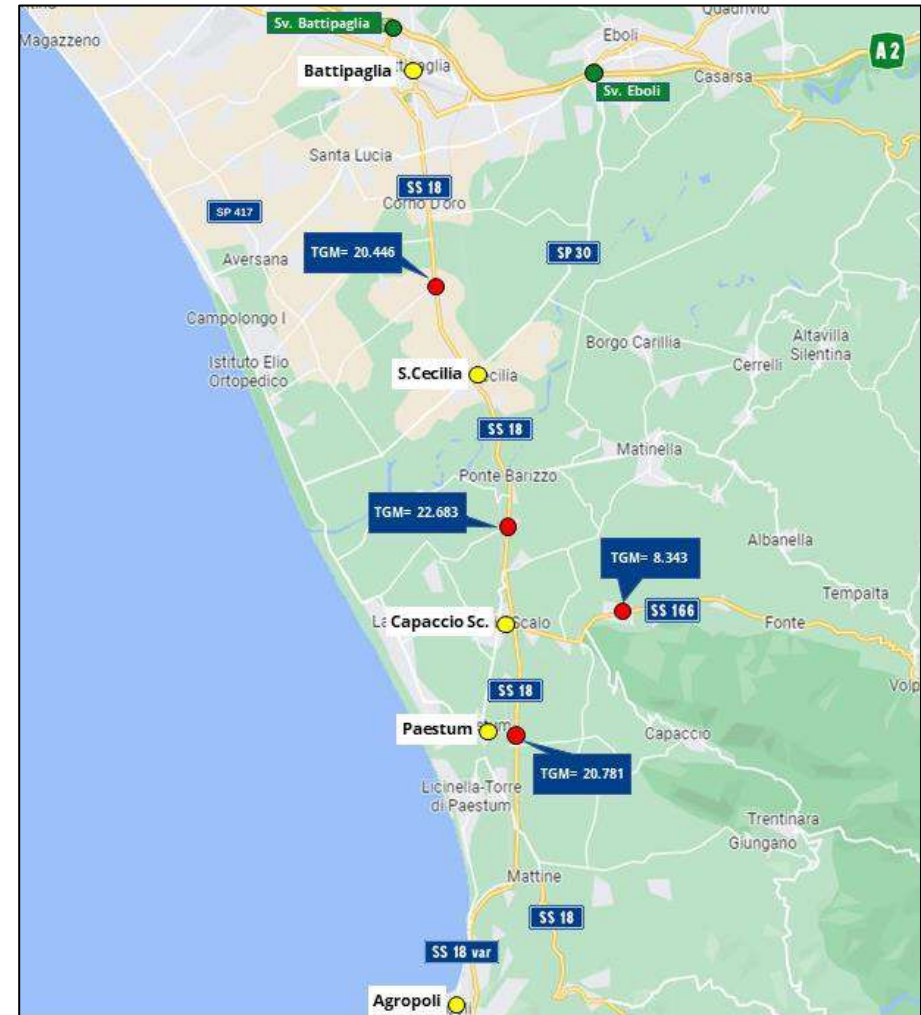 Magazzeno
Sv. Battipaglia
Eboli
A2
Battipaglia
Casarsa
Sv. Eboli
Santa Lucia
SS 18
SP 417
Corno D'oro
TGM= 20.446
SP 30
Aversana
Campolongo I
Altavilla
Silentina
Borgo Carillia
Istituto Elio
Ortopedico
Cerrelli
S.Cecilia
SS 18
Matinella
Ponte Barizzo
TGM= 22.683
Albanella
TGM= 8.343
Tempalta
SS 166
Capaccio Sc.
Scalo
Fonte
SS 18
Paestum
Capaccio
TGM= 20.781
Licinella-Torre
di Paestum
Trentinara
Giungano
Mattine
SS 18
SS 18 var
Agropoli